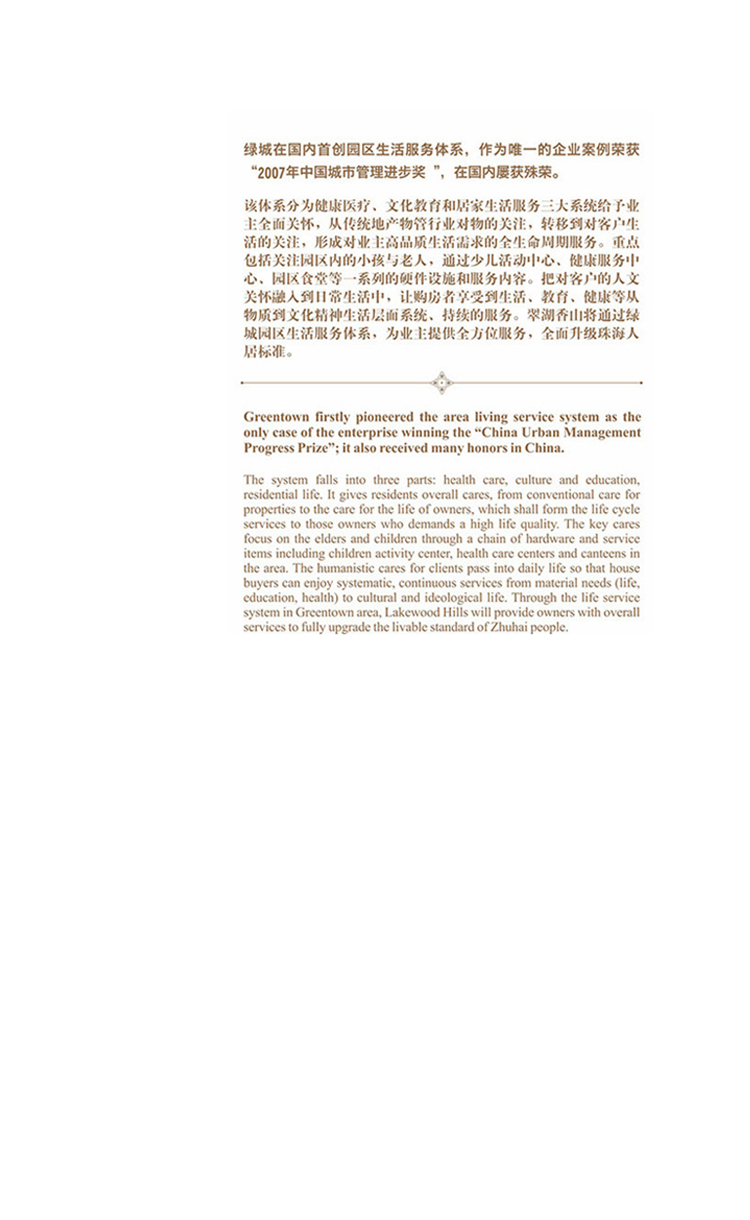 绿城在国内首创园区生活服务体系，作为唯一的企业案例荣获
“2007年中国城市管理进步奖 ”，在国内屡获殊荣。
该体系分为健康医疗、文化教育和居家生活服务三大系统给予业
主全面关怀，从传统地产物管行业对物的关注，转移到对客户生
活的关注，形成对业主高品质生活需求的全生命周期服务。重点
包括关注园区内的小孩与老人，通过少儿活动中心、健康服务中
心、园区食堂等一系列的硬件设施和服务内容。把对客户的人文
关怀融入到日常生活中，让购房者享受到生活、教育、健康等从
物质到文化精神生活层面系统、持续的服务。翠湖香山将通过绿
城园区生活服务体系，为业主提供全方位服务，全面升级珠海人
居标准。
Greentown firstly pioneered the area living service system as the
only case of the enterprise winning the “China Urban Management
Progress Prize”; it also received many honors in China.
The system falls into three parts: health care, culture and education,
residential life. It gives residents overall cares, from conventional care for
properties to the care for the life of owners, which shall form the life cycle
services to those owners who demands a high life quality. The key cares
focus on the elders and children through a chain of hardware and service
items including children activity center, health care centers and canteens in
the area. The humanistic cares for clients pass into daily life so that house
buyers can enjoy systematic, continuous services from material needs (life,
education, health) to cultural and ideological life. Through the life service
system in Greentown area, Lakewood Hills will provide owners with overall
services to fully upgrade the livable standard of Zhuhai people.